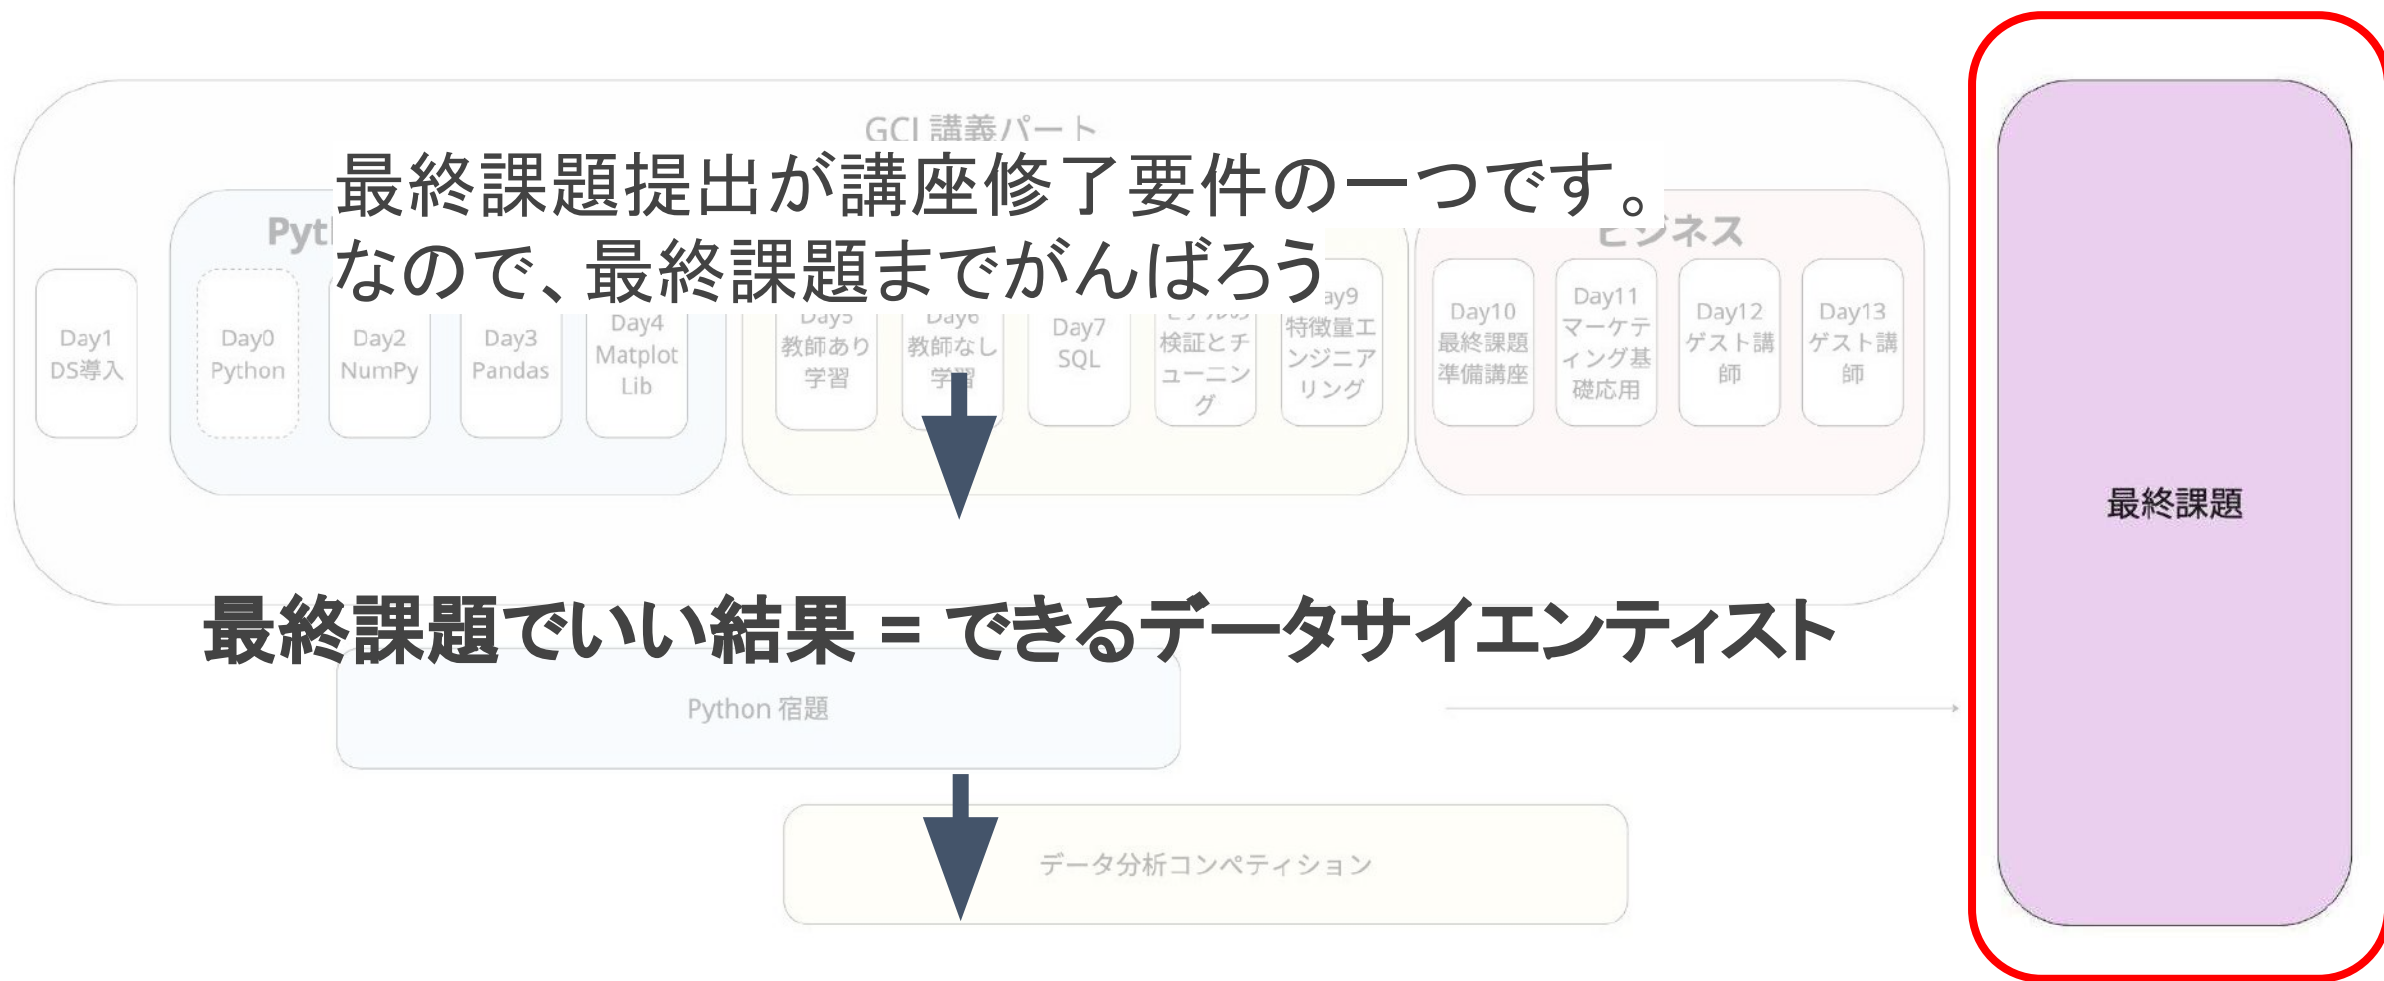 GCI 講義パート
最終課題提出が講座修了要件の一つです。
なので、最終課題までがんばろう
ビジネス
Day1
DS導入
Day0
Python
Day2
NumPy
Day3
Pandas
Day4
Matplot
Lib
Day5
教師あり
学習
Day6
教師なし
学習
Day7
SQL
検証とチ
ューニン
グ
特徴量エ
ンジニア
リング
Day10
最終課題
準備講座
Day11
マーケテ
ィング基
礎応用
Day12
ゲスト講
師
Day13
ゲスト講
師
最終課題
最終課題でいい結果 = できるデータサイエンティスト
Python 宿題
データ分析コンペティション